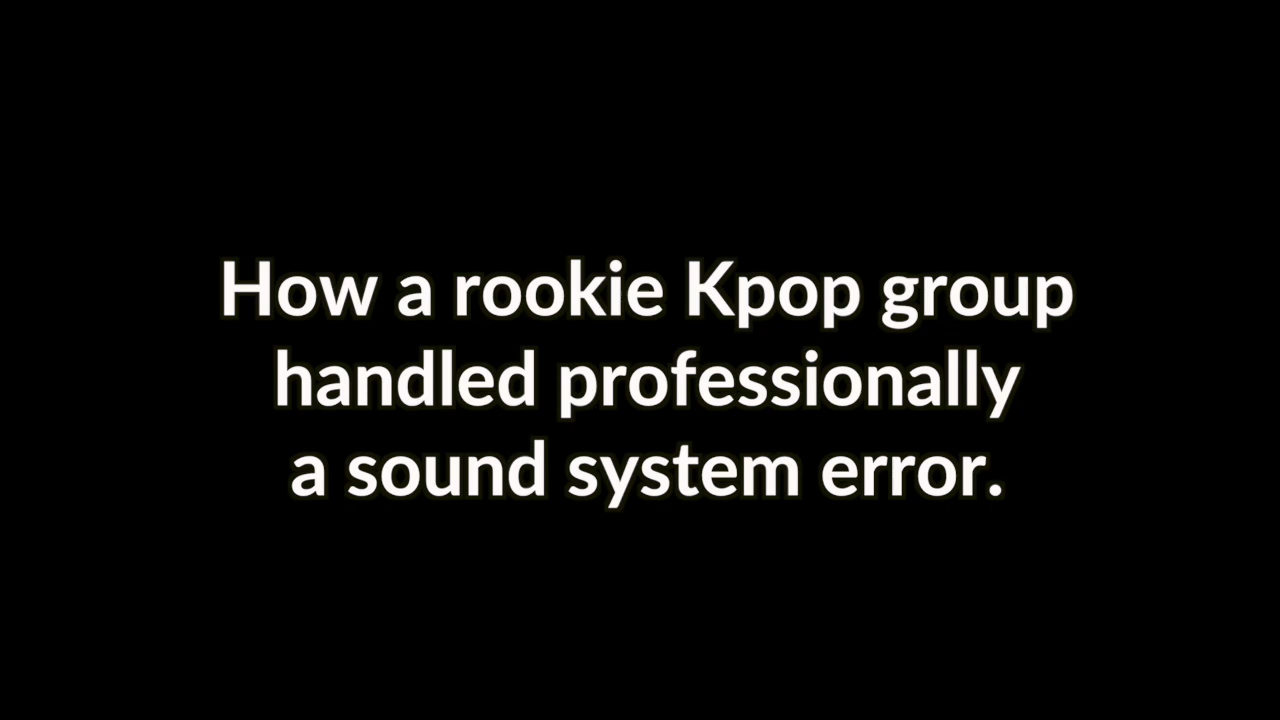 How a rookie Kpop group
handled professionally
a sound system error.